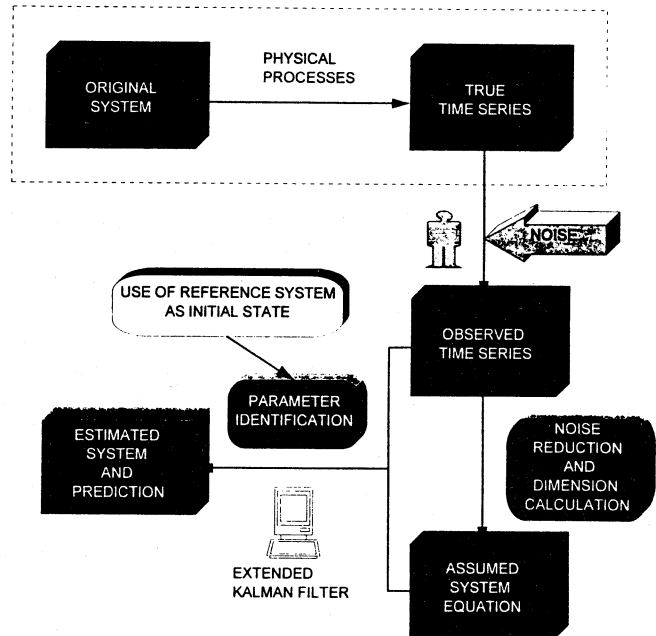 PHYSICAL
PROCESSES
ORIGINAL
SYSTEM
TRUE
TIME SERIES
NOISE
USE OF REFERENCE SYSTEM
AS INITIAL STATE
OBSERVED
TIME SERIES
PARAMETER
IDENTIFICATION
ESTIMATED
SYSTEM
AND
PREDICTION
NOISE
REDUCTION
AND
DIMENSION
CALCULATION
EXTENDED
KALMAN FILTER
ASSUMED
SYSTEM
EQUATION